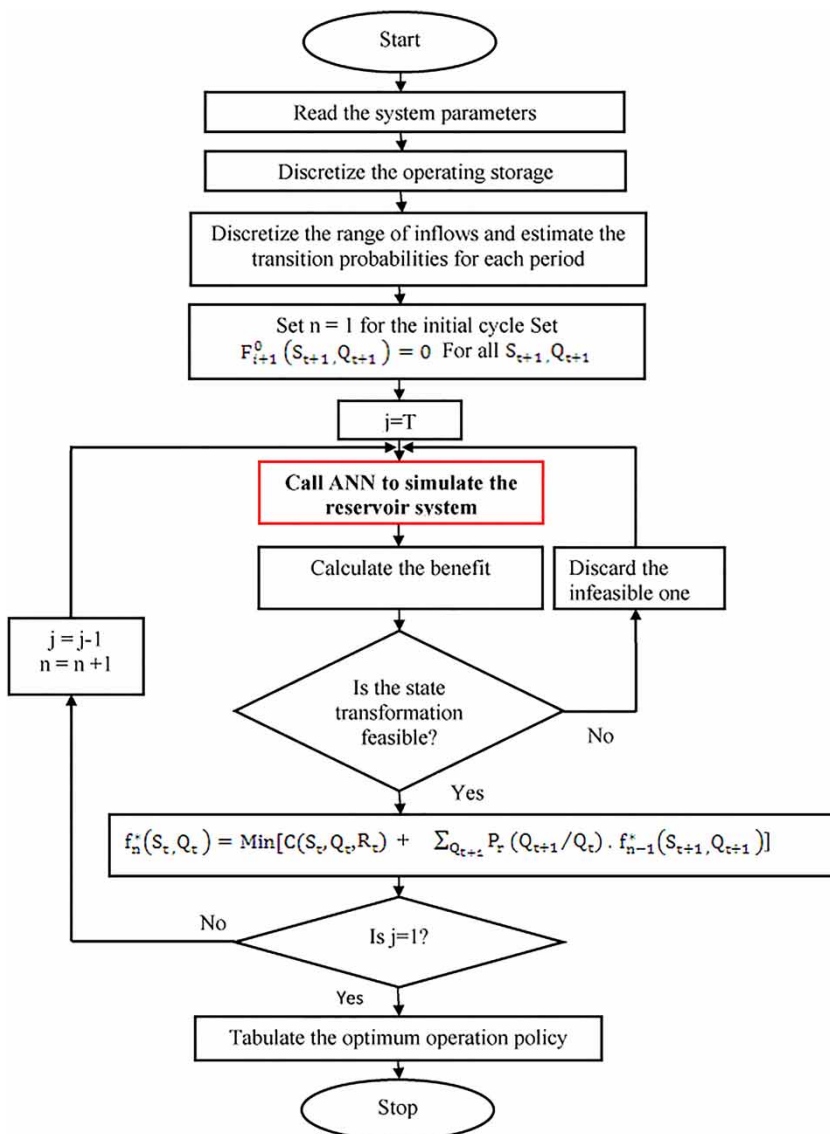 Start
Read the system parameters
Discretize the operating storage
Discretize the range of inflows and estimate the
transition probabilities for each period
Set n = 1 for the initial cycle Set
F⁰ᵢ₊₁(Sₜ₊₁,Qₜ₊₁) = 0 For all Sₜ₊₁,Qₜ₊₁
j=T
Call ANN to simulate the
reservoir system
Calculate the benefit
Discard the
infeasible one
j = j-1
n = n +1
Is the state
transformation
feasible?
No
Yes
f*ₙ(Sₜ,Qₜ) = Min[C(Sₜ,Qₜ,Rₜ) + ∑Qₜ₊₁ Pᵣ(Qₜ₊₁/Qₜ).f*ₙ₋₁(Sₜ₊₁,Qₜ₊₁)]
No
Is j=1?
Yes
Tabulate the optimum operation policy
Stop